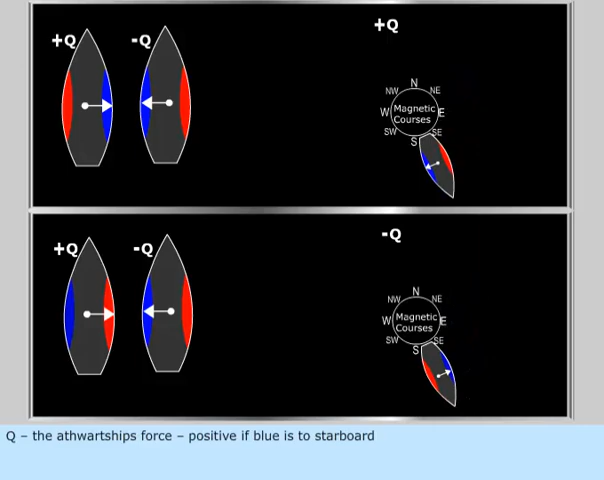 +Q
+Q
-Q
N
NW
NE
W
Magnetic
E
Courses
SW
SE
S
-Q
+Q
-Q
N
NW
NE
W
Magnetic
E
Courses
SW
SE
S
Q – the athwartships force – positive if blue is to starboard